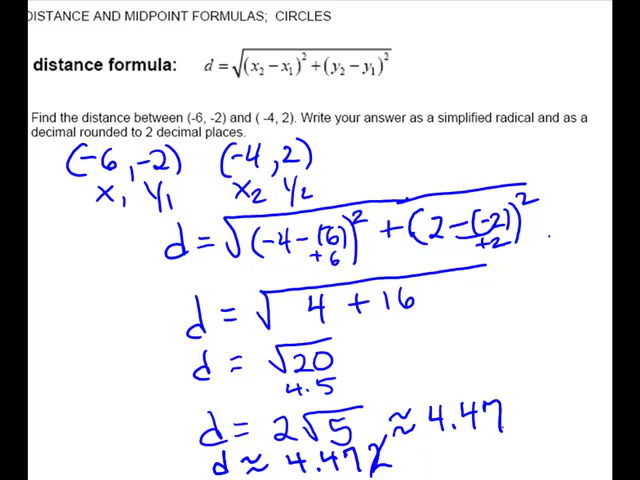 DISTANCE AND MIDPOINT FORMULAS; CIRCLES
distance formula: d = √(x₂ − x₁)² + (y₂ − y₁)²
Find the distance between (-6, -2) and ( -4, 2). Write your answer as a simplified radical and as a
decimal rounded to 2 decimal places.
(-6, -2) (-4, 2)
x₁ y₁ x₂ y₂
d = √(-4 - (-6))² + (2 - (-2))²
+6 +2
d = √4 + 16
d = √20
4.5
d = 2√5 ≈ 4.47
d ≈ 4.472